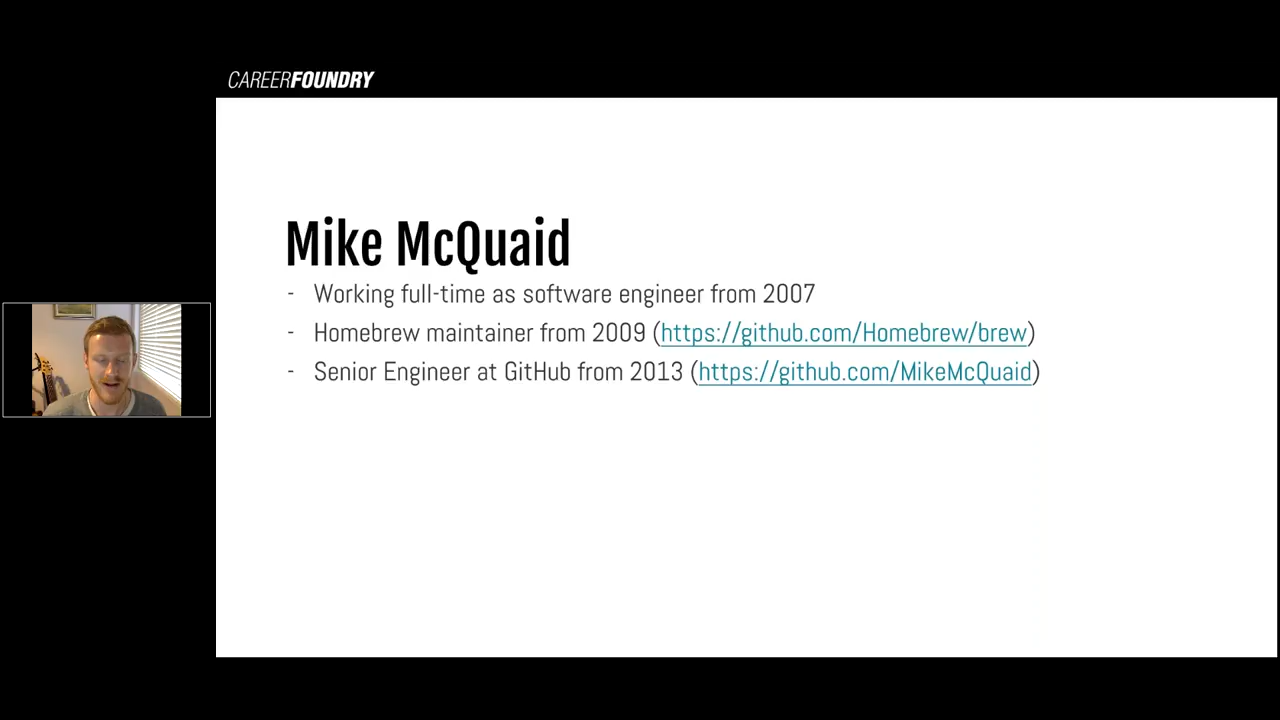 CAREERFOUNDRY
Mike McQuaid
- Working full-time as software engineer from 2007
- Homebrew maintainer from 2009 (https://github.com/Homebrew/brew)
- Senior Engineer at GitHub from 2013 (https://github.com/MikeMcQuaid)